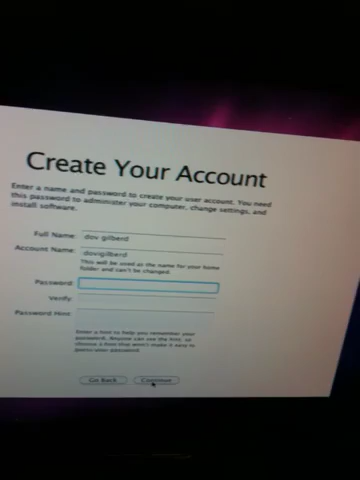 Create Your Account
Enter a name and password to create your user account. You need
this password to administer your computer, change settings, and
install software.
Full Name:
dov gilberd
Account Name:
dovgilberd
This will be used as the name for your home
folder and can't be changed.
Password:
Verify:
Password Hint:
Enter a hint to help you remember your
password. Anyone can see the hint, so
choose a hint that won't make it easy to
guess your password.
Go Back
Continue